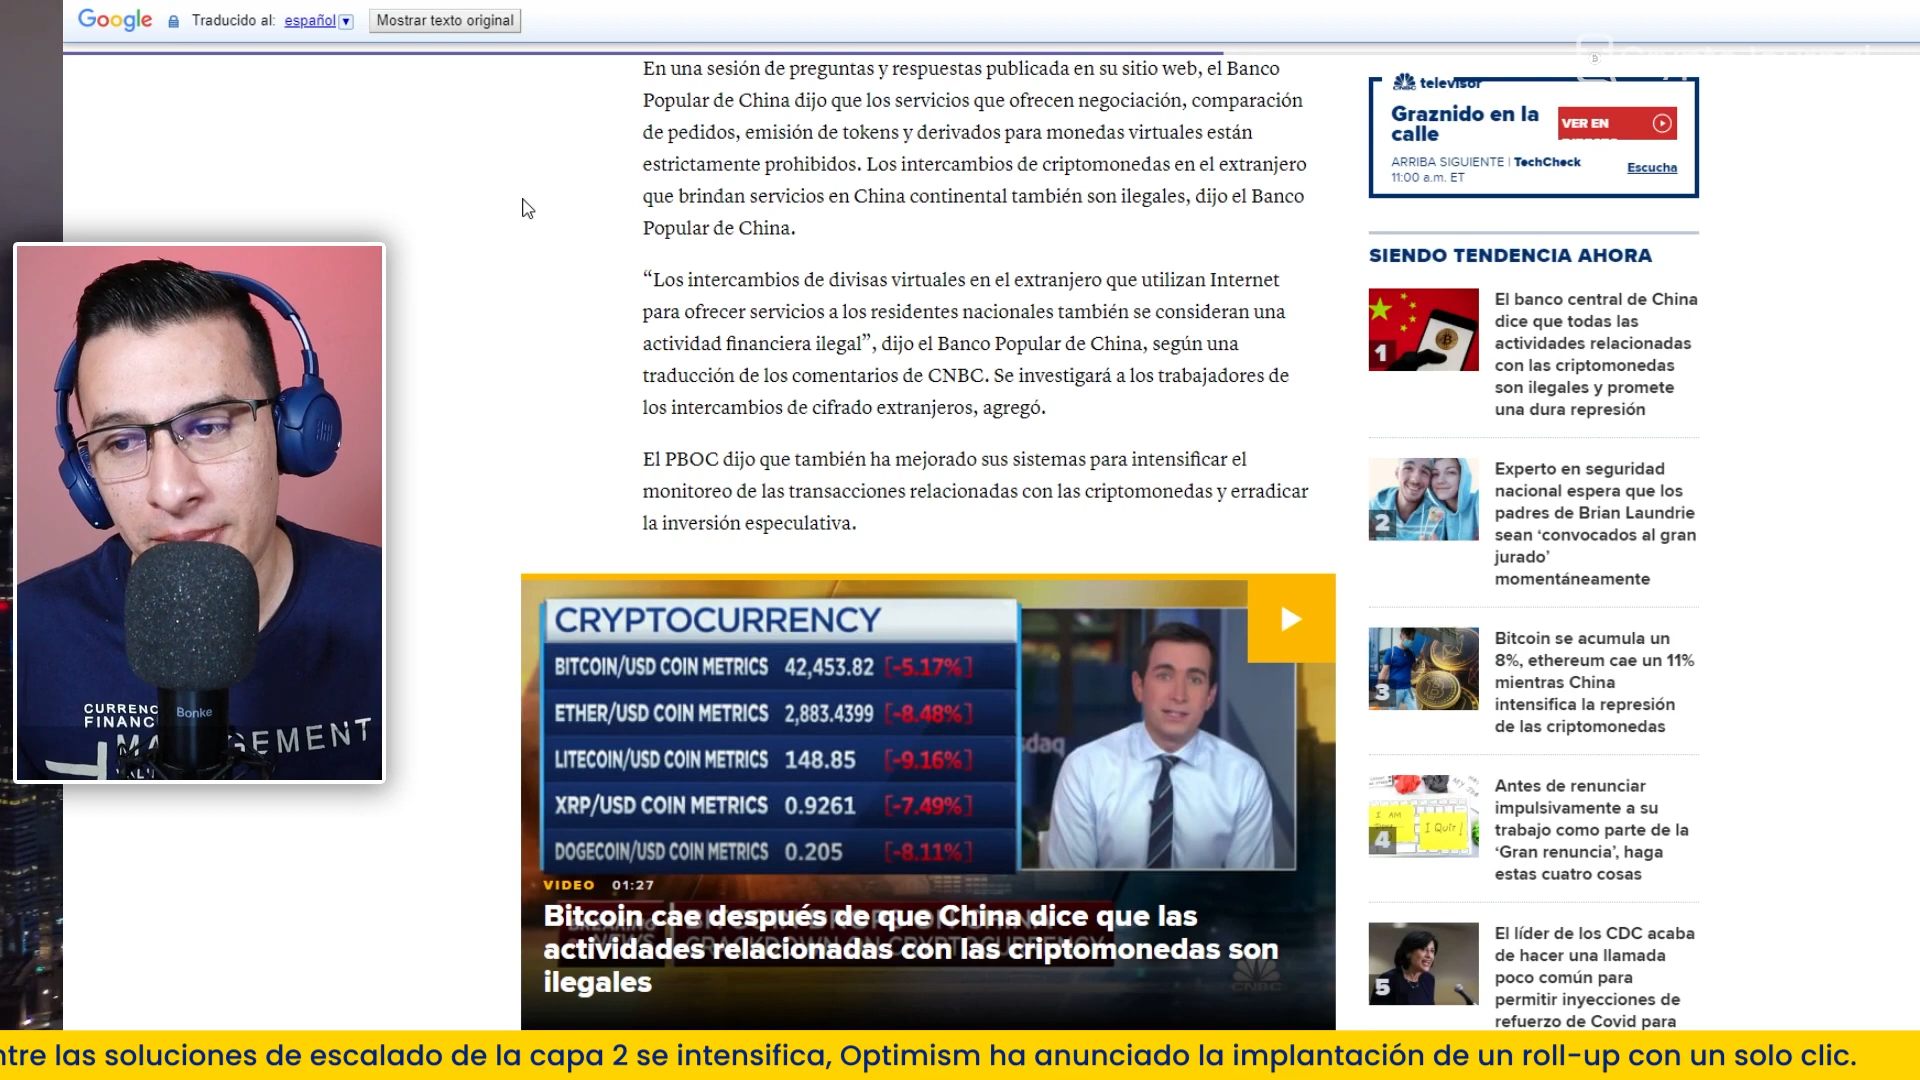 Google Traducido al: español Mostrar texto original
En una sesión de preguntas y respuestas publicada en su sitio web, el Banco
Popular de China dijo que los servicios que ofrecen negociación, comparación
de pedidos, emisión de tokens y derivados para monedas virtuales están
estrictamente prohibidos. Los intercambios de criptomonedas en el extranjero
que brindan servicios en China continental también son ilegales, dijo el Banco
Popular de China.
“Los intercambios de divisas virtuales en el extranjero que utilizan Internet
para ofrecer servicios a los residentes nacionales también se consideran una
actividad financiera ilegal”, dijo el Banco Popular de China, según una
traducción de los comentarios de CNBC. Se investigará a los trabajadores de
los intercambios de cifrado extranjeros, agregó.
El PBOC dijo que también ha mejorado sus sistemas para intensificar el
monitoreo de las transacciones relacionadas con las criptomonedas y erradicar
la inversión especulativa.
CRYPTOCURRENCY
BITCOIN/USD COIN METRICS 42,453.82 [-5.17%]
ETHER/USD COIN METRICS 2,883.4399 [-8.48%]
LITECOIN/USD COIN METRICS 148.85 [-9.16%]
XRP/USD COIN METRICS 0.9261 [-7.49%]
DOGECOIN/USD COIN METRICS 0.205 [-8.11%]
sdaq
VIDEO 01:27
Bitcoin cae después de que China dice que las
actividades relacionadas con las criptomonedas son
ilegales
CNBC
CNBC televisor
Graznido en la
calle
VER EN
ARRIBA SIGUIENTE | TechCheck
11:00 a.m. ET
Escucha
SIENDO TENDENCIA AHORA
1
El banco central de China
dice que todas las
actividades relacionadas
con las criptomonedas
son ilegales y promete
una dura represión
2
Experto en seguridad
nacional espera que los
padres de Brian Laundrie
sean ‘convocados al gran
jurado’
momentáneamente
3
Bitcoin se acumula un
8%, ethereum cae un 11%
mientras China
intensifica la represión
de las criptomonedas
4
I AM
I QUIT!
Antes de renunciar
impulsivamente a su
trabajo como parte de la
‘Gran renuncia’, haga
estas cuatro cosas
5
El líder de los CDC acaba
de hacer una llamada
poco común para
permitir inyecciones de
refuerzo de Covid para
JBL
Bonke
CURRENC
FINANC
GEMENT
ntre las soluciones de escalado de la capa 2 se intensifica, Optimism ha anunciado la implantación de un roll-up con un solo clic.